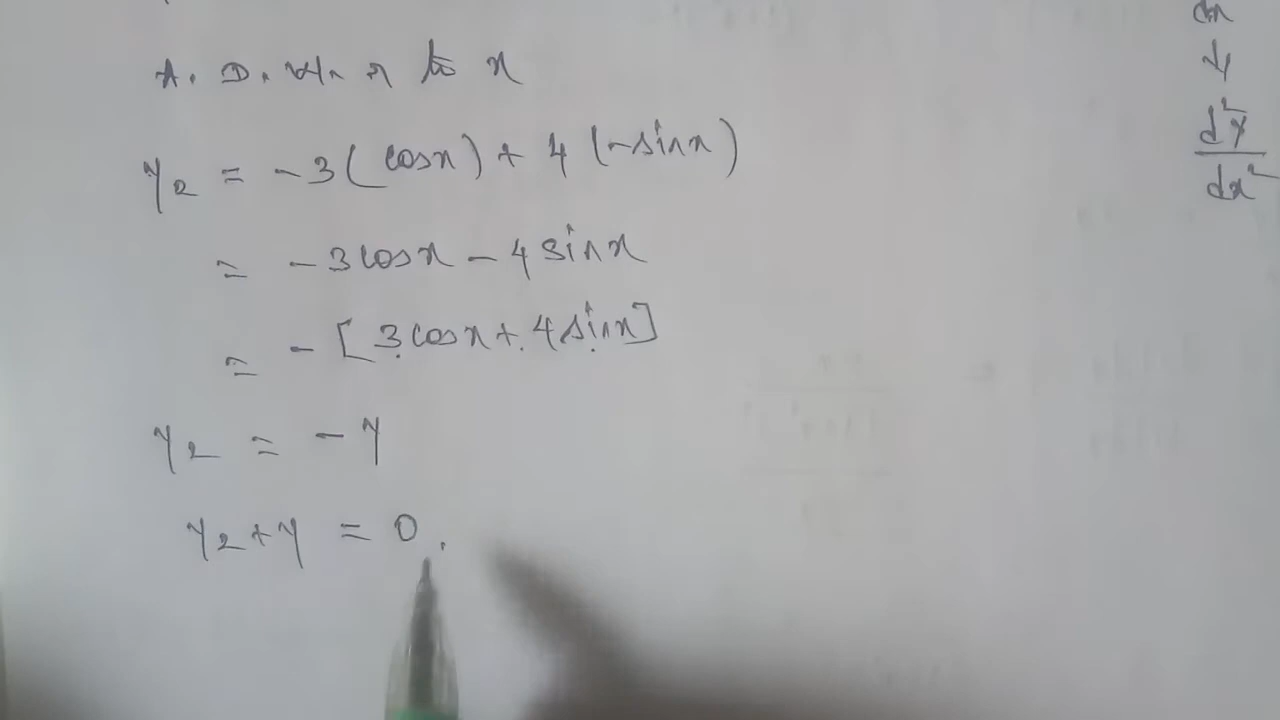 A. D. W. r to x
y₂ = -3(cosx) + 4(-sinx)
= -3cosx - 4sinx
= -[3cosx + 4sinx]
y₂ = -y
y₂ + y = 0.
d²y
dx²